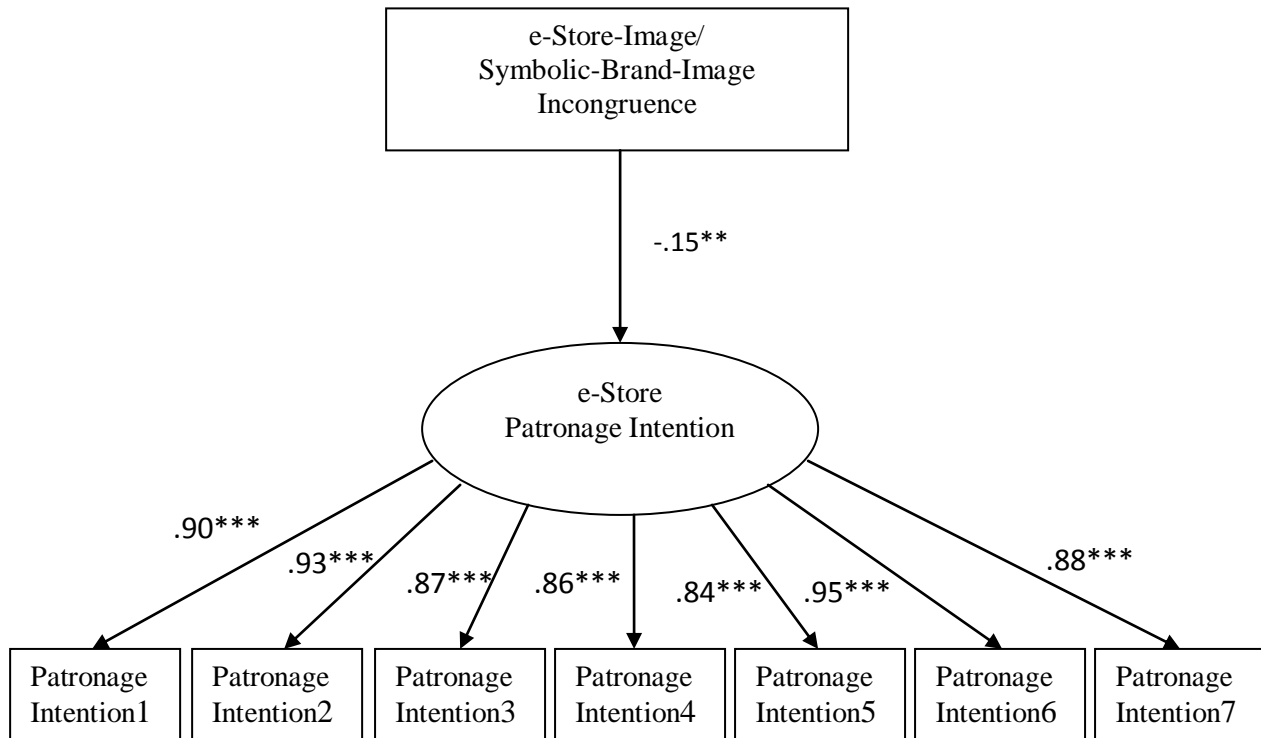 e-Store-Image/
Symbolic-Brand-Image
Incongruence
-.15**
e-Store
Patronage Intention
.90***
.93***
.87***
.86***
.84***
.95***
.88***
Patronage
Intention1
Patronage
Intention2
Patronage
Intention3
Patronage
Intention4
Patronage
Intention5
Patronage
Intention6
Patronage
Intention7